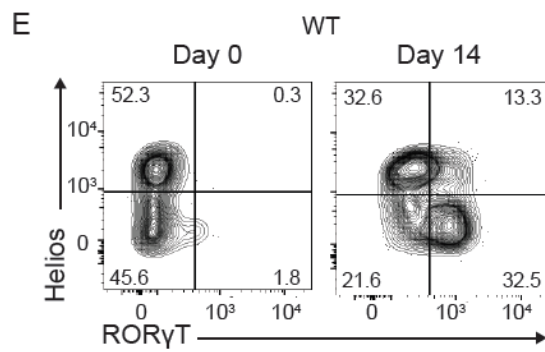 E
WT
Day 0 Day 14
52.3 0.3 32.6 13.3
10⁴
10³
0
45.6 1.8 21.6 32.5
0 10³ 10⁴ 0 10³ 10⁴
Helios
RORγT